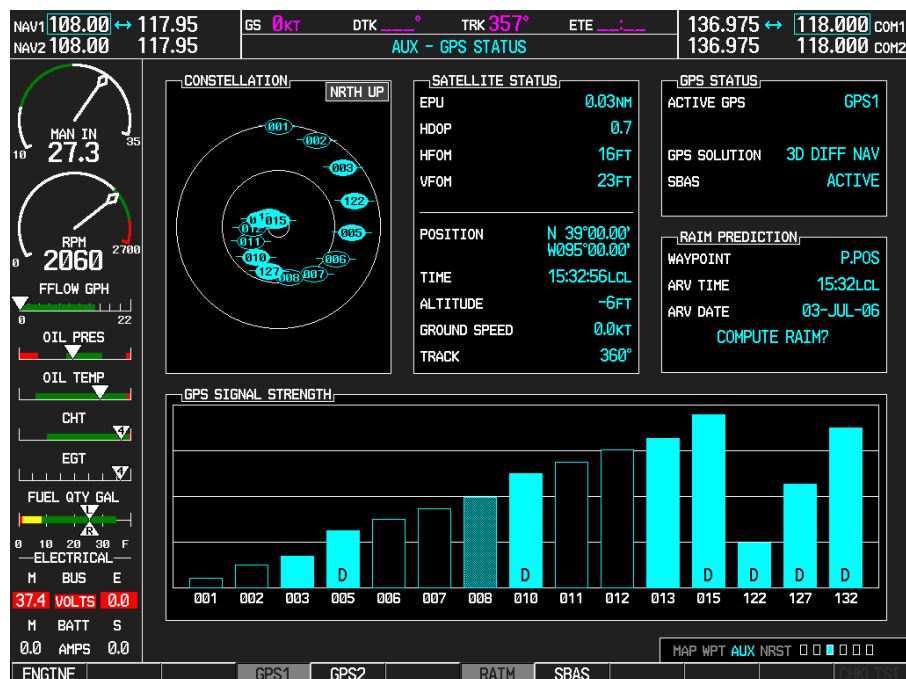 NAV1 108.00 ↔ 117.95
NAV2 108.00 117.95
GS 0KT DTK ___° TRK 357° ETE __:__
AUX - GPS STATUS
136.975 ↔ 118.000 COM1
136.975 118.000 COM2
MAN IN
27.3
10 35
RPM
2060
0 2700
FFLOW GPH
0 22
OIL PRES
OIL TEMP
CHT
4
EGT
4
FUEL QTY GAL
L
R
0 10 20 30 F
ELECTRICAL
M BUS E
37.4 VOLTS 0.0
M BATT S
0.0 AMPS 0.0
CONSTELLATION
NRTH UP
001
002
003
122
005
006
007
008
127
010
011
012
015
SATELLITE STATUS
EPU 0.03NM
HDOP 0.7
HFOM 16FT
VFOM 23FT
POSITION N 39°00.00'
W095°00.00'
TIME 15:32:56LCL
ALTITUDE -6FT
GROUND SPEED 0.0KT
TRACK 360°
GPS STATUS
ACTIVE GPS GPS1
GPS SOLUTION 3D DIFF NAV
SBAS ACTIVE
RAIM PREDICTION
WAYPOINT P.POS
ARV TIME 15:32LCL
ARV DATE 03-JUL-06
COMPUTE RAIM?
GPS SIGNAL STRENGTH
D D D D D D
001 002 003 005 006 007 008 010 011 012 013 015 122 127 132
MAP WPT AUX NRST
ENGINE GPS1 GPS2 RAIM SBAS CHKLIST